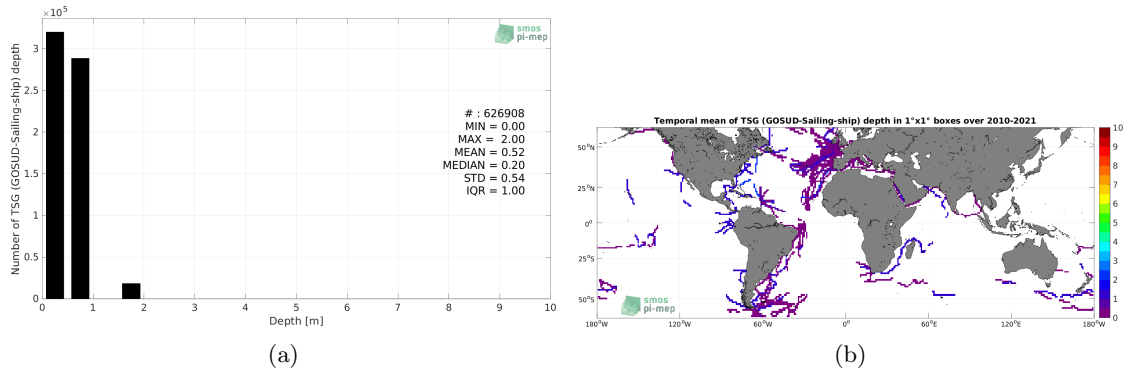 ×10^5
3
2.5
2
1.5
1
0.5
0
0 1 2 3 4 5 6 7 8 9 10
Number of TSG (GOSUD-Sailing-ship) depth
Depth [m]
smos
pi-mep
# : 626908
MIN = 0.00
MAX = 2.00
MEAN = 0.52
MEDIAN = 0.20
STD = 0.54
IQR = 1.00
(a)
Temporal mean of TSG (GOSUD-Sailing-ship) depth in 1°x1° boxes over 2010-2021
50°N
25°N
0°
25°S
50°S
180°W 120°W 60°W 0° 60°E 120°E 180°W
smos
pi-mep
10
9
8
7
6
5
4
3
2
1
0
(b)